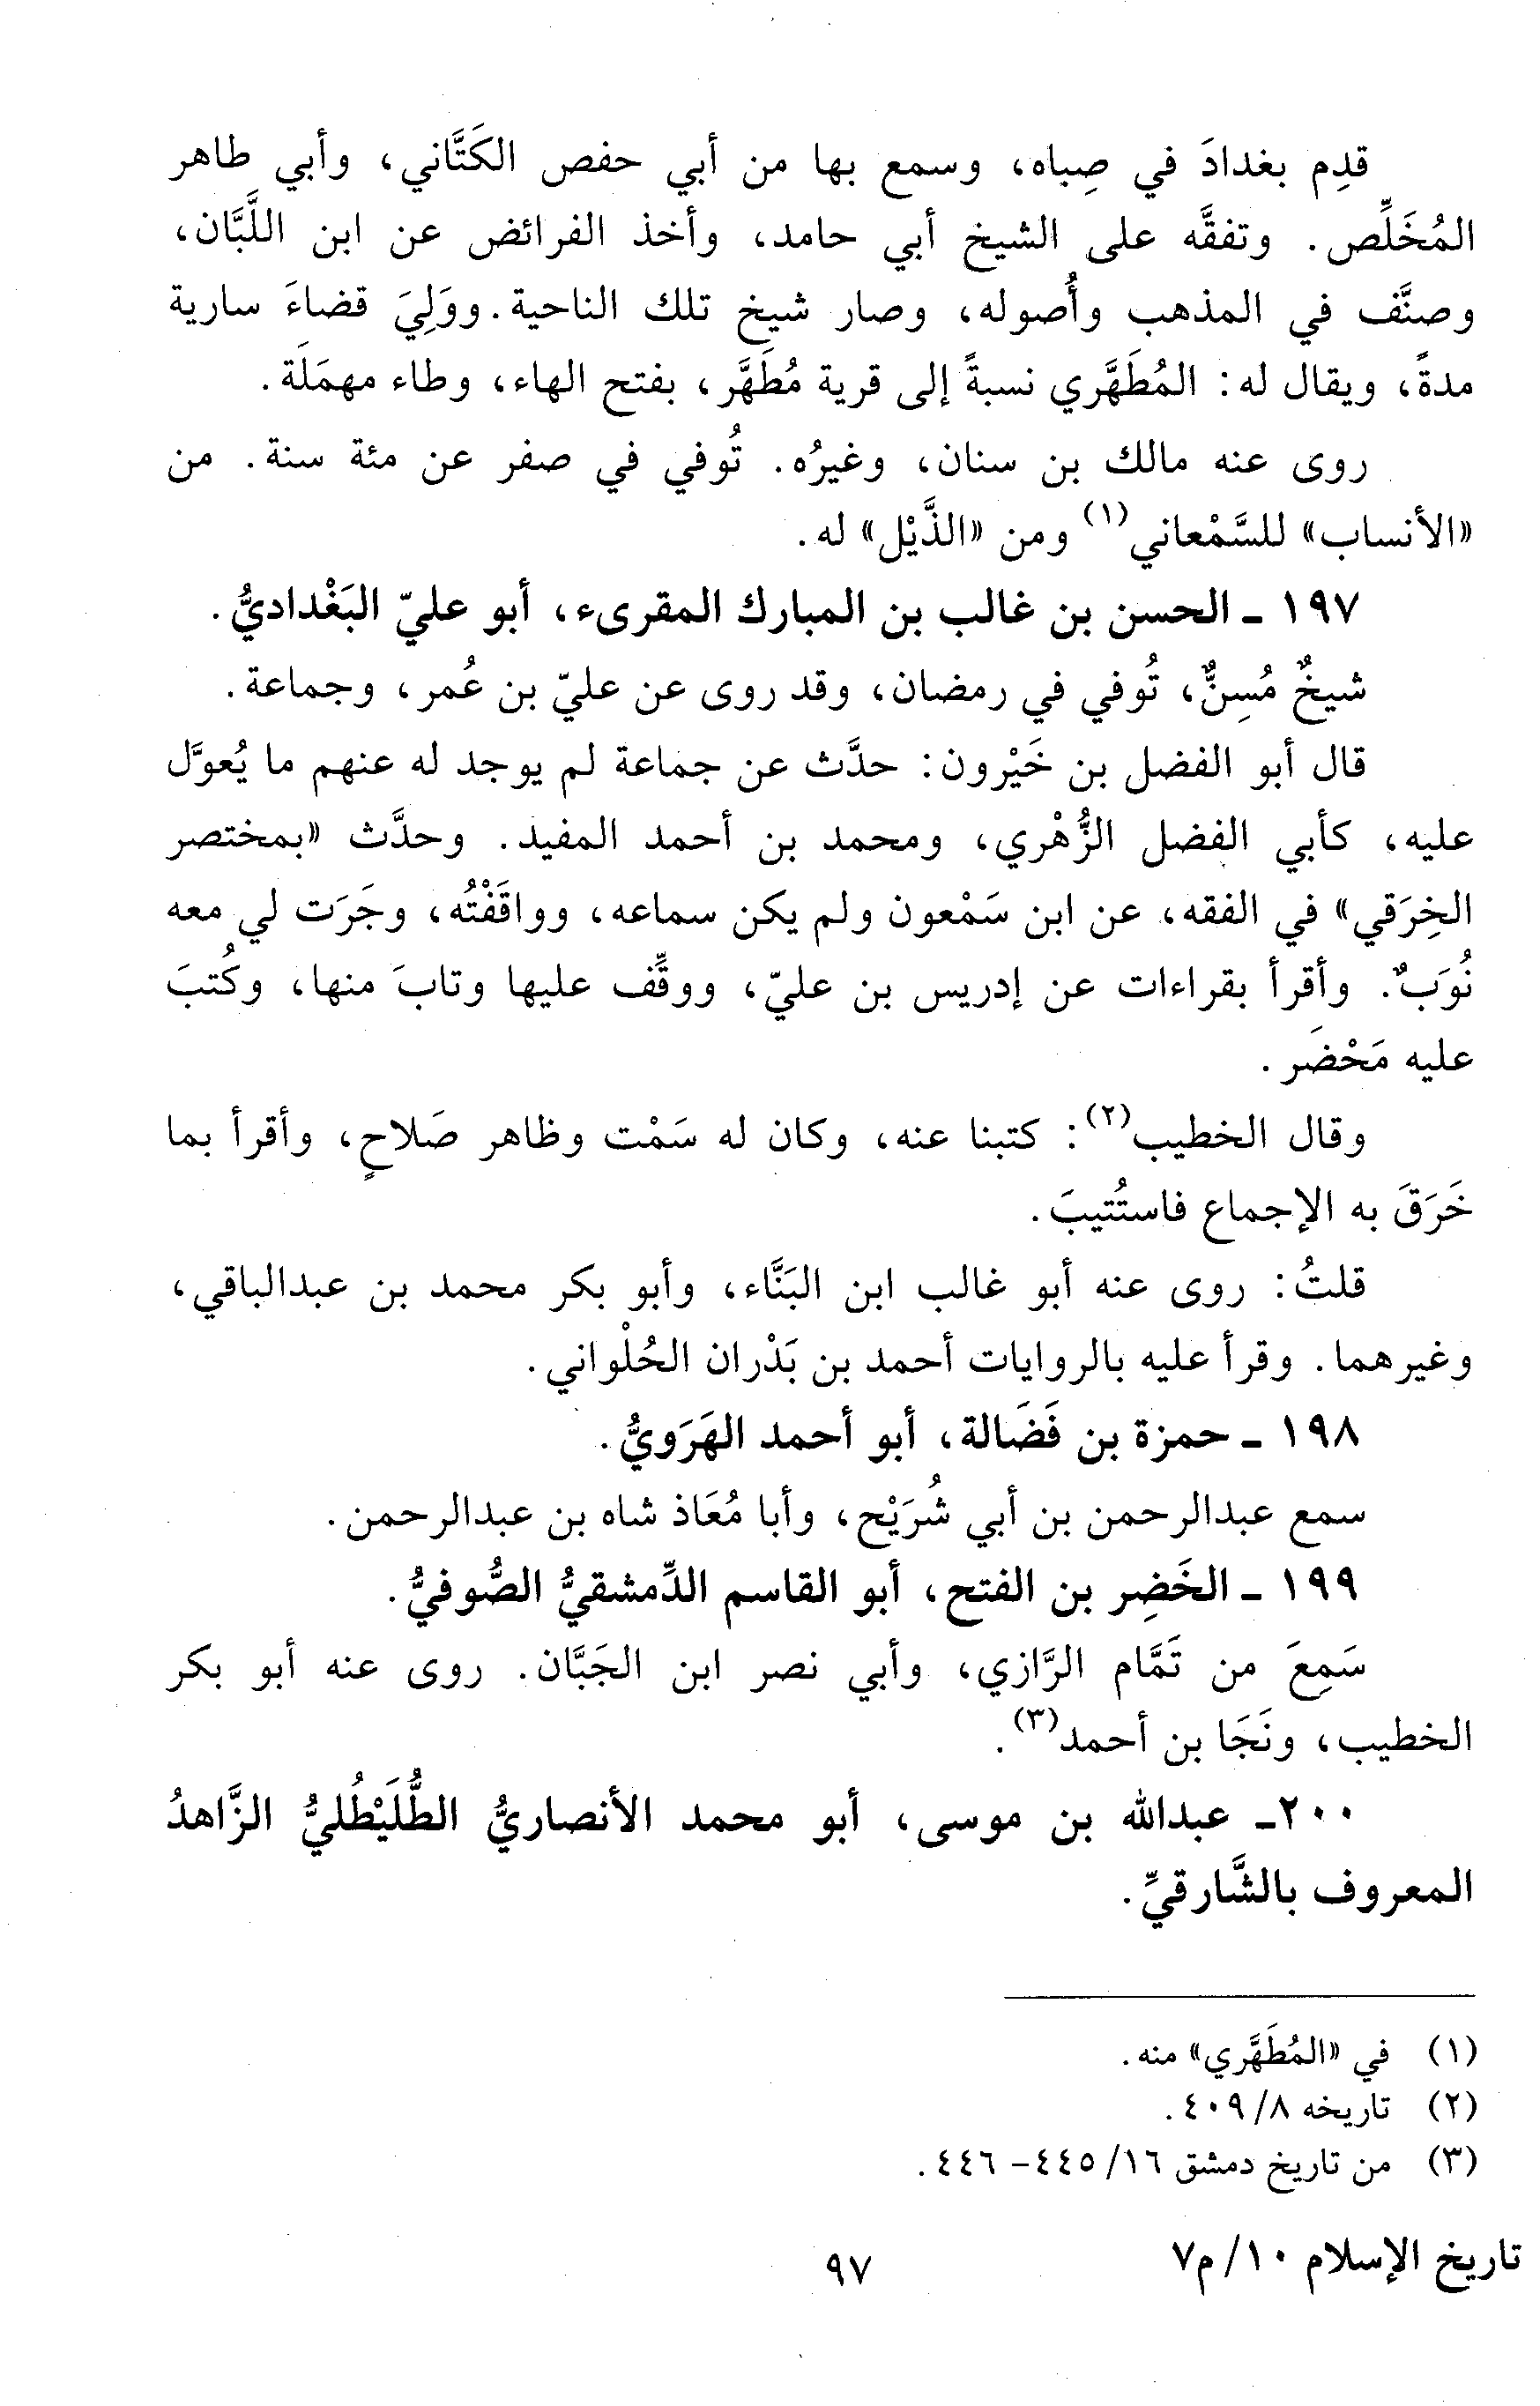 قدِم بغدادَ في صِباه، وسمع بها من أبي حفص الكَتَّاني، وأبي طاهر
المُخَلِّص. وتفقَّه على الشيخ أبي حامد، وأخذ الفرائض عن ابن اللَّبَّان،
وصنَّف في المذهب وأُصوله، وصار شيخ تلك الناحية. ووَلِيَ قضاءَ سارية
مدةً، ويقال له: المُطَهَّري نسبةً إلى قرية مُطَهَّر، بفتح الهاء، وطاء مهمَلَة.
روى عنه مالك بن سنان، وغيرُه. تُوفي في صفر عن مئة سنة. من
«الأنساب» للسَّمْعاني(١) ومن «الذَّيْل» له.
١٩٧ ـ الحسن بن غالب بن المبارك المقرىء، أبو عليّ البَغْداديُّ.
شيخٌ مُسِنٌّ، تُوفي في رمضان، وقد روى عن عليّ بن عُمر، وجماعة.
قال أبو الفضل بن خَيْرون: حدَّث عن جماعة لم يوجد له عنهم ما يُعوَّل
عليه، كأبي الفضل الزُّهْري، ومحمد بن أحمد المفيد. وحدَّث «بمختصر
الخِرَقي» في الفقه، عن ابن سَمْعون ولم يكن سماعه، وواقَفْتُه، وجَرَت لي معه
نُوَبٌ. وأقرأ بقراءات عن إدريس بن عليّ، ووقِّف عليها وتابَ منها، وكُتبَ
عليه مَحْضَر.
وقال الخطيب(٢): كتبنا عنه، وكان له سَمْت وظاهر صَلاحٍ، وأقرأ بما
خَرَقَ به الإجماع فاستُتيبَ.
قلتُ: روى عنه أبو غالب ابن البَنَّاء، وأبو بكر محمد بن عبدالباقي،
وغيرهما. وقرأ عليه بالروايات أحمد بن بَدْران الحُلْواني.
١٩٨ ـ حمزة بن فَضَالة، أبو أحمد الهَرَويُّ.
سمع عبدالرحمن بن أبي شُرَيْح، وأبا مُعَاذ شاه بن عبدالرحمن.
١٩٩ ـ الخَضِر بن الفتح، أبو القاسم الدِّمشقيُّ الصُّوفيُّ.
سَمِعَ من تَمَّام الرَّازي، وأبي نصر ابن الجَبَّان. روى عنه أبو بكر
الخطيب، ونَجَا بن أحمد(٣).
٢٠٠ـ عبدالله بن موسى، أبو محمد الأنصاريُّ الطُّلَيْطُليُّ الزَّاهدُ
المعروف بالشَّارقيِّ.
(١) في «المُطَهَّري» منه.
(٢) تاريخه ٨/ ٤٠٩.
(٣) من تاريخ دمشق ١٦/ ٤٤٥- ٤٤٦.
تاريخ الإسلام ١٠/ م٧
٩٧